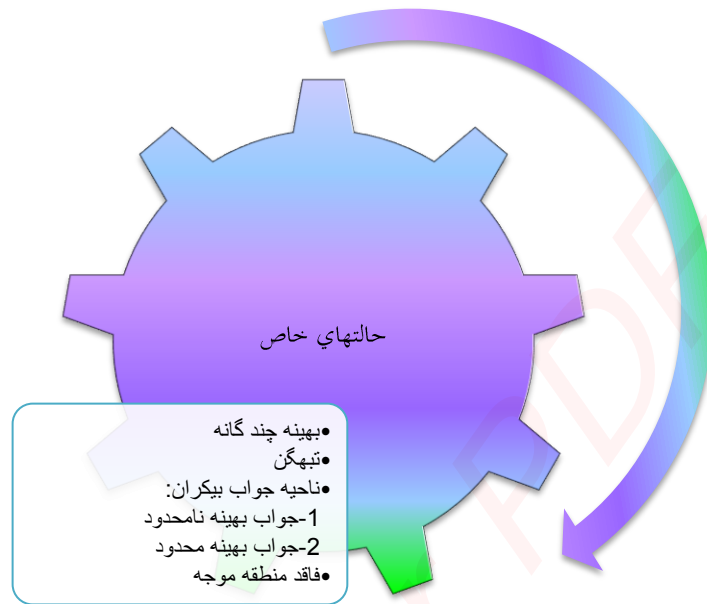 حالتهاي خاص
•بهينه چند گانه
•تبهگن
•ناحيه جواب بيكران:
1-جواب بهينه نامحدود
2-جواب بهينه محدود
•فاقد منطقه موجه
PDF